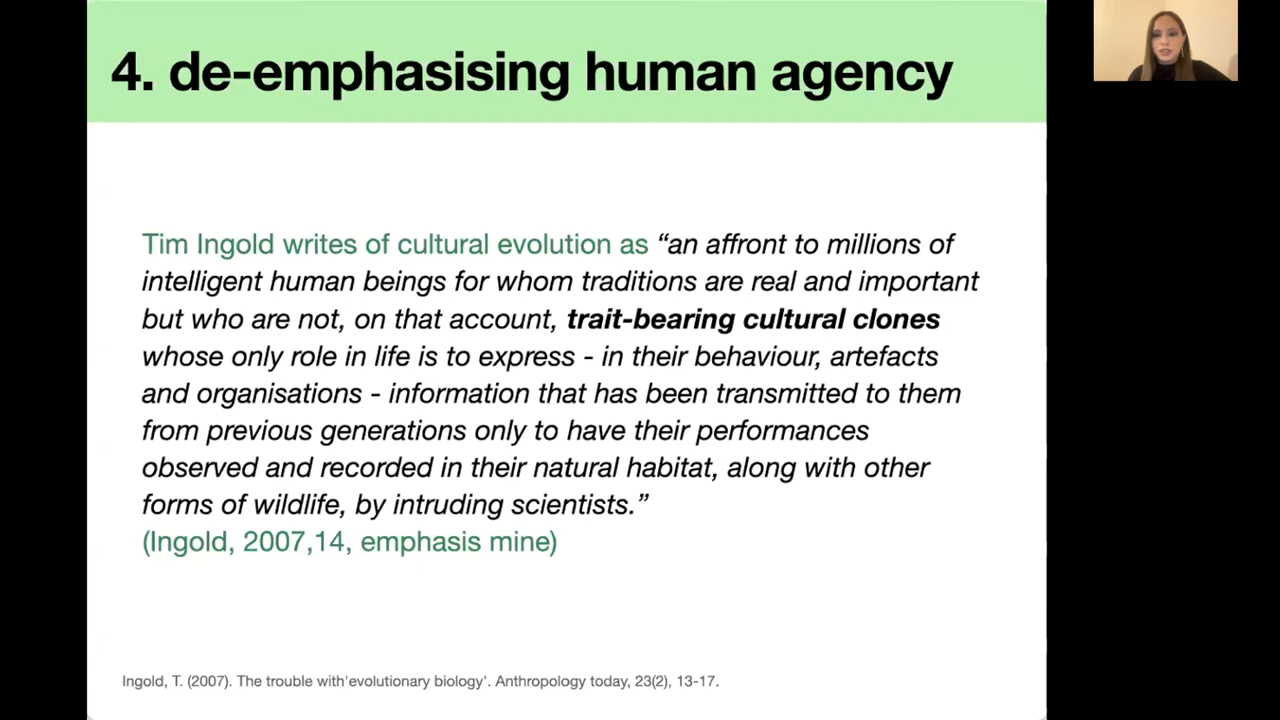 4. de-emphasising human agency
Tim Ingold writes of cultural evolution as “an affront to millions of
intelligent human beings for whom traditions are real and important
but who are not, on that account, trait-bearing cultural clones
whose only role in life is to express - in their behaviour, artefacts
and organisations - information that has been transmitted to them
from previous generations only to have their performances
observed and recorded in their natural habitat, along with other
forms of wildlife, by intruding scientists.”
(Ingold, 2007,14, emphasis mine)
Ingold, T. (2007). The trouble with'evolutionary biology'. Anthropology today, 23(2), 13-17.